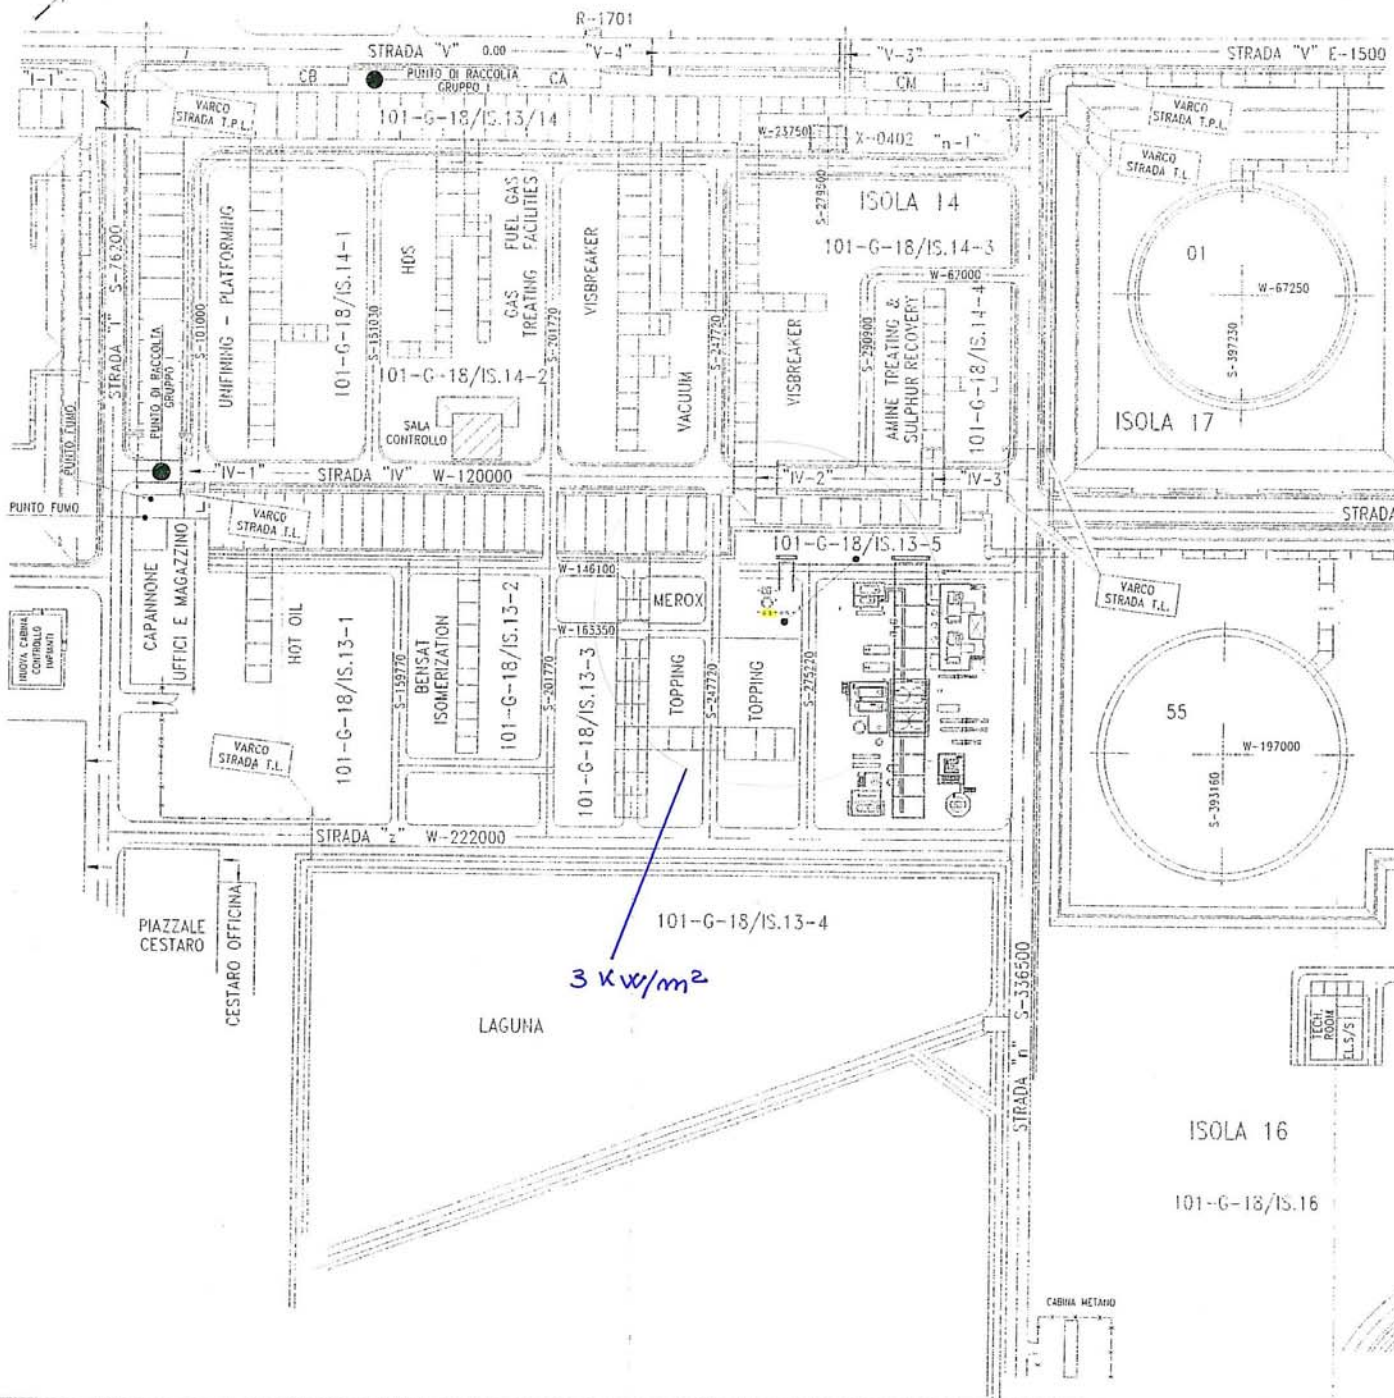 R-1701
STRADA "V" 0.00
"V-4"
"V-3"
STRADA "V" E-1500
"I-1"
CB
PUNTO DI RACCOLTA
GRUPPO 1
CA
CM
VARCO
STRADA T.P.L.
101-G-18/IS.13/14
W-23750
X-0402 "n-1"
VARCO
STRADA T.P.L.
VARCO
STRADA T.L.
STRADA "I" S-76200
S-101000
UNIFINING - PLATFORMING
101-G-18/IS.14-1
S-151030
HDS
GAS FUEL GAS
TREATING FACILITIES
101-G-18/IS.14-2
SALA
CONTROLLO
S-201770
VISBREAKER
VACUUM
S-247720
S-279500
ISOLA 14
101-G-18/IS.14-3
W-67000
VISBREAKER
S-290900
AMINE TREATING &
SULPHUR RECOVERY
101-G-18/IS.14-4
01
W-67250
S-397230
ISOLA 17
PUNTO DI RACCOLTA
GRUPPO 1
PUNTO FUMO
PUNTO FUMO
"IV-1"
STRADA "IV" W-120000
"IV-2"
"IV-3"
STRADA
VARCO
STRADA T.L.
101-G-18/IS.13-5
W-146100
VARCO
STRADA T.L.
NUOVA CABINA
CONTROLLO
IMPIANTI
CAPANNONE
UFFICI E MAGAZZINO
HOT OIL
101-G-18/IS.13-1
S-159770
BENSAT
ISOMERIZATION
101-G-18/IS.13-2
S-201770
W-163350
MEROX
101-G-18/IS.13-3
TOPPING
S-247720
TOPPING
S-275220
55
W-197000
S-393160
VARCO
STRADA T.L.
STRADA "z" W-222000
PIAZZALE
CESTARO
CESTARO OFFICINA
101-G-18/IS.13-4
3 KW/m²
LAGUNA
STRADA "n" S-336500
TECH.
ROOM
EL.S/S
ISOLA 16
101-G-18/IS.16
CABINA METANO